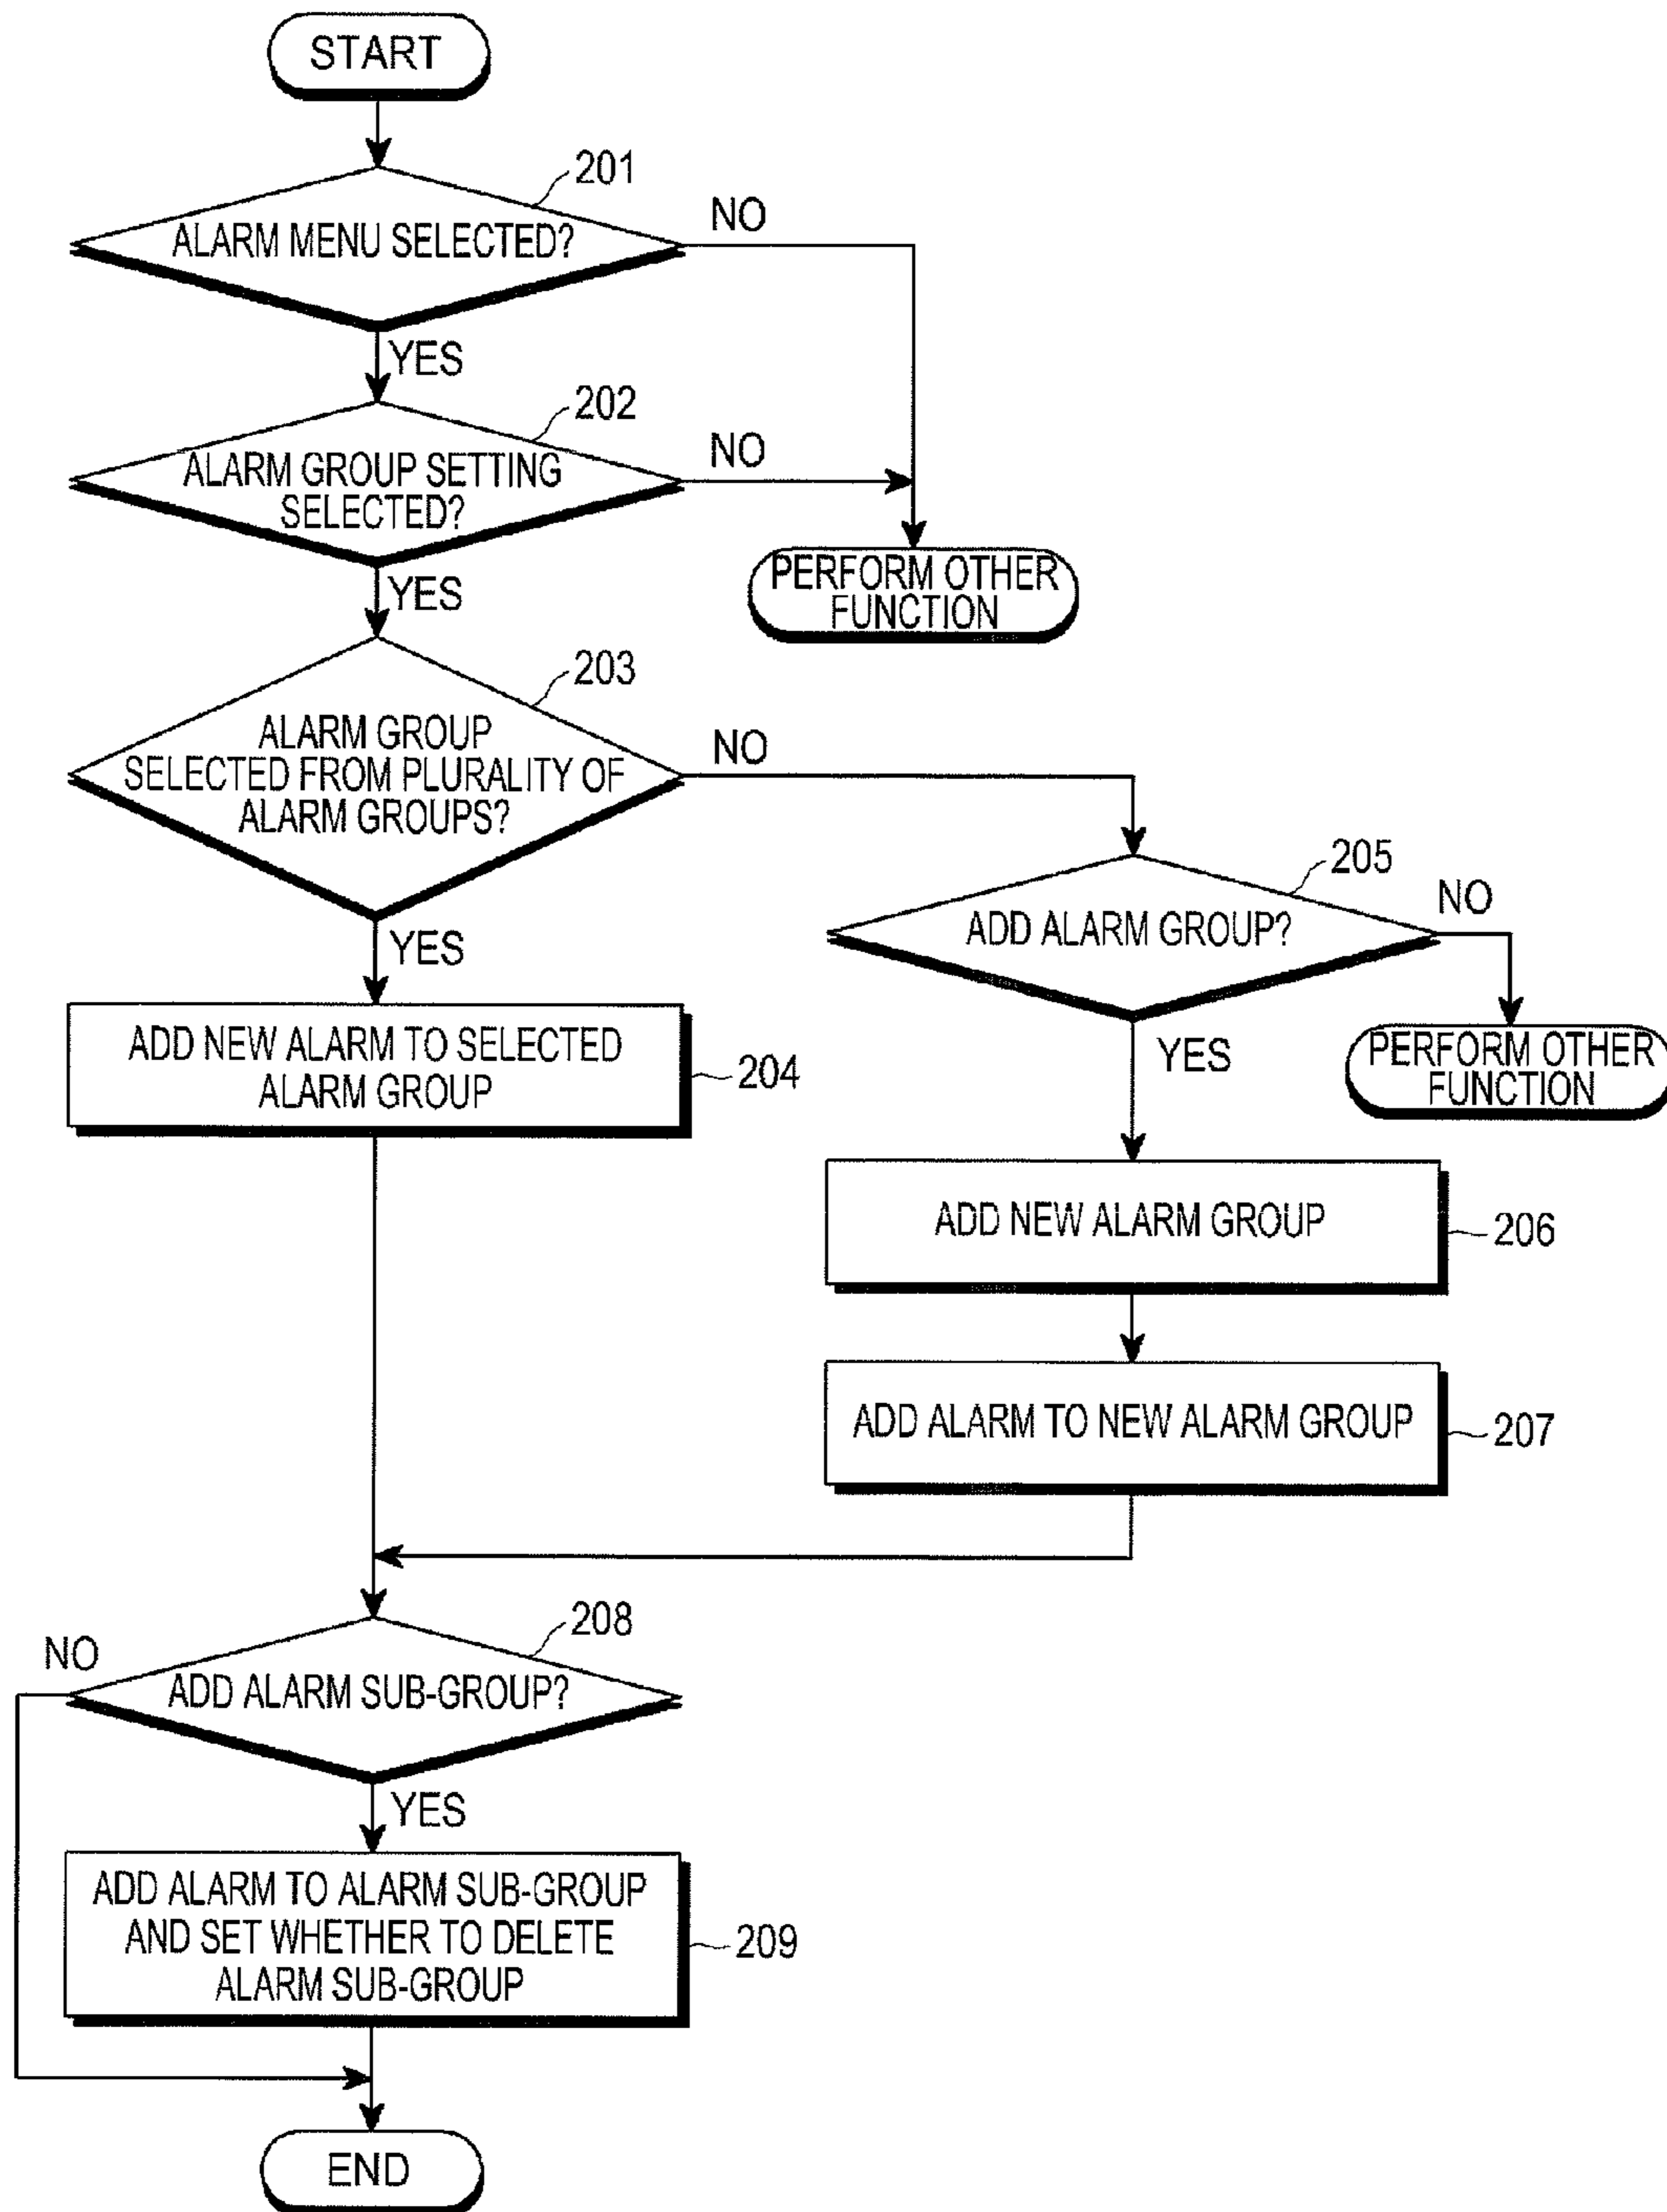 START
201
ALARM MENU SELECTED?
NO
YES
202
ALARM GROUP SETTING
SELECTED?
NO
YES
PERFORM OTHER
FUNCTION
203
ALARM GROUP
SELECTED FROM PLURALITY OF
ALARM GROUPS?
NO
YES
205
ADD ALARM GROUP?
NO
YES
PERFORM OTHER
FUNCTION
ADD NEW ALARM TO SELECTED
ALARM GROUP
204
ADD NEW ALARM GROUP
206
ADD ALARM TO NEW ALARM GROUP
207
208
NO
ADD ALARM SUB-GROUP?
YES
ADD ALARM TO ALARM SUB-GROUP
AND SET WHETHER TO DELETE
ALARM SUB-GROUP
209
END